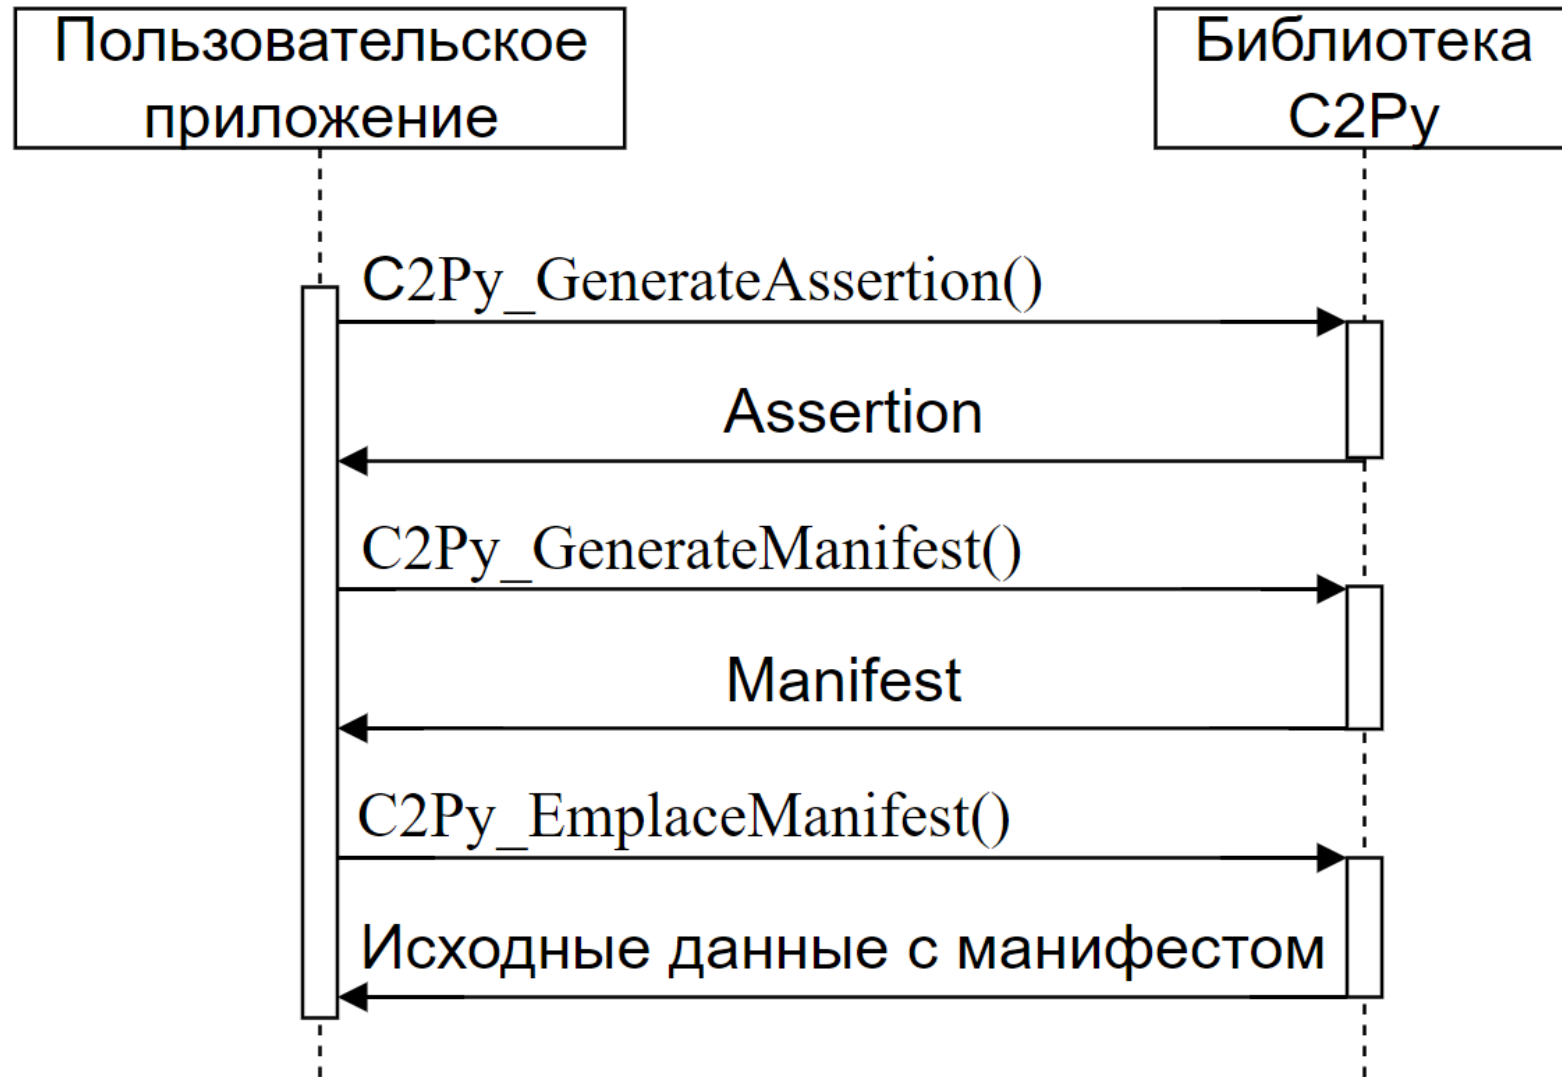 Пользовательское
приложение
Библиотека
C2Py
C2Py_GenerateAssertion()
Assertion
C2Py_GenerateManifest()
Manifest
C2Py_EmplaceManifest()
Исходные данные с манифестом